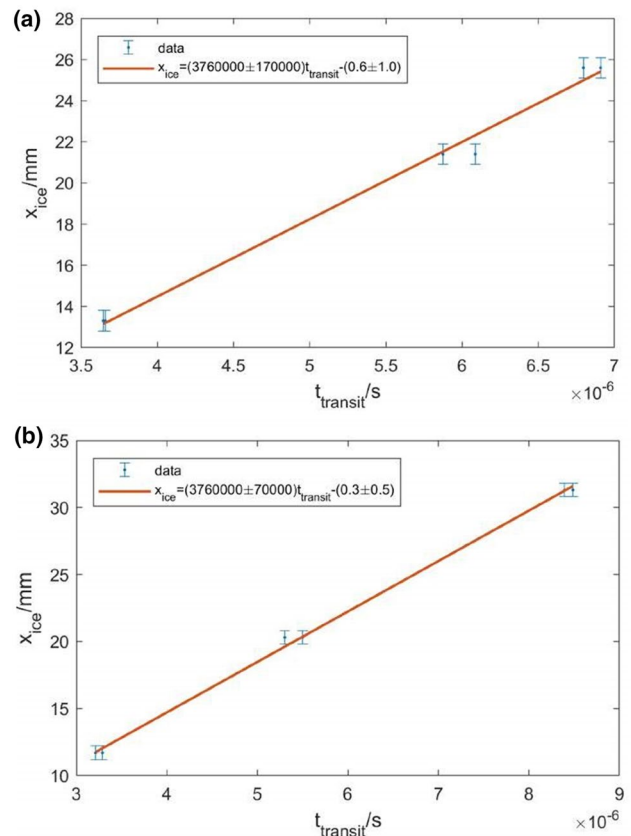 (a)
28
26
24
22
20
18
16
14
12
x_ice/mm
data
x_ice=(3760000±170000)t_transit-(0.6±1.0)
3.5 4 4.5 5 5.5 6 6.5 7
t_transit/s
×10^-6
(b)
35
30
25
20
15
10
x_ice/mm
data
x_ice=(3760000±70000)t_transit-(0.3±0.5)
3 4 5 6 7 8 9
t_transit/s
×10^-6